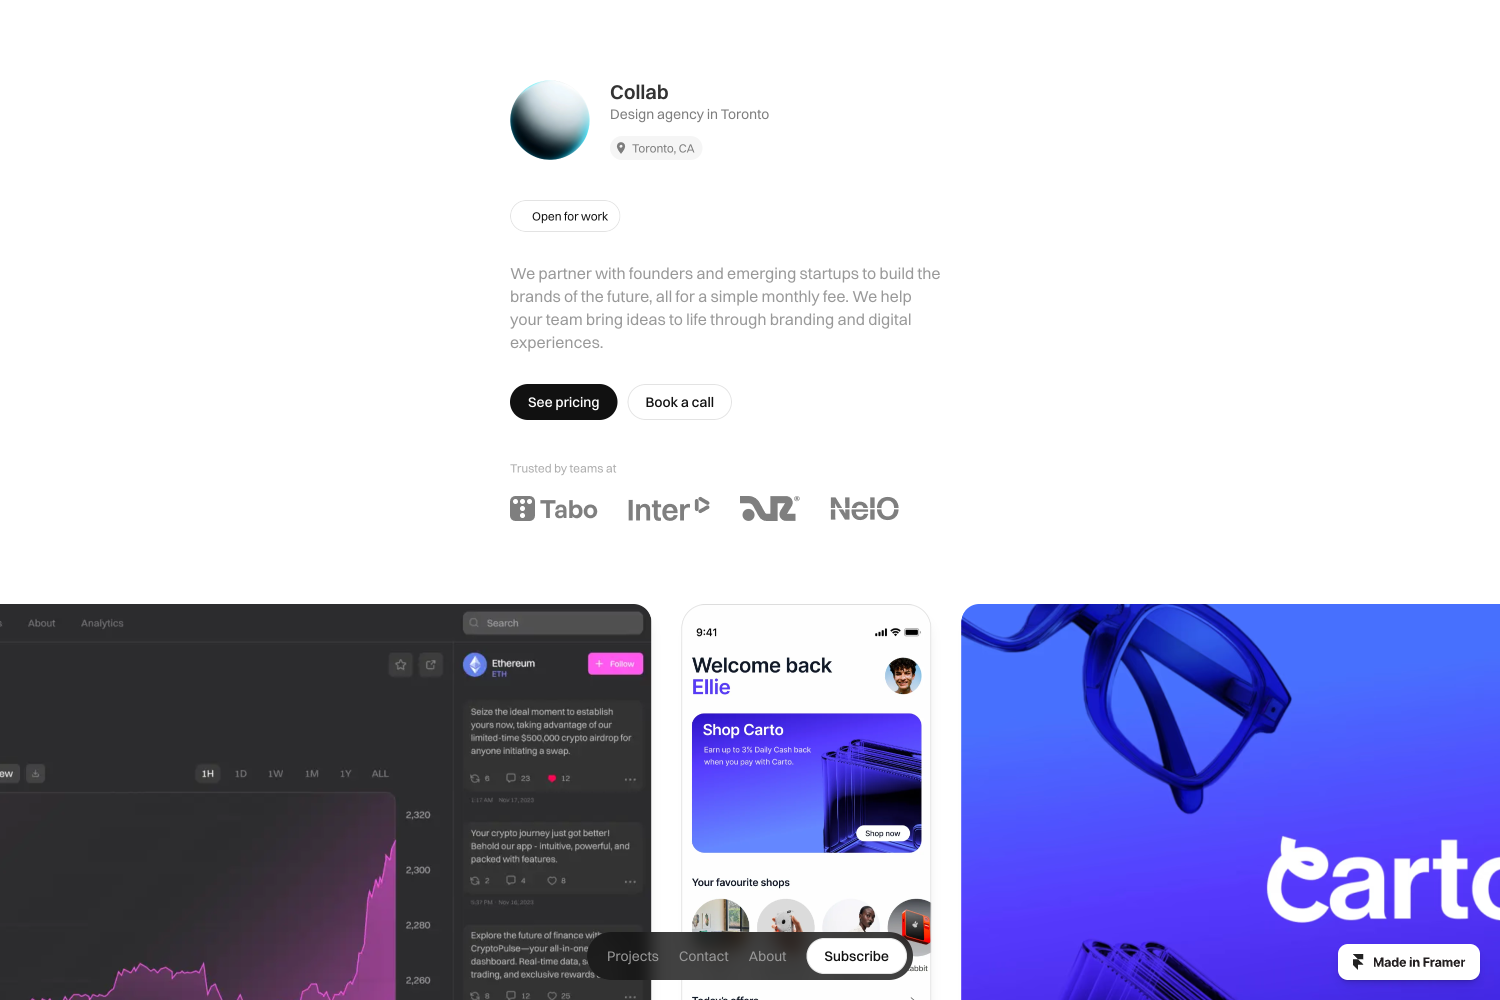 Collab
Design agency in Toronto
Toronto, CA
Open for work
We partner with founders and emerging startups to build the
brands of the future, all for a simple monthly fee. We help
your team bring ideas to life through branding and digital
experiences.
See pricing
Book a call
Trusted by teams at
Tabo
Inter
NelO
About
Analytics
Search
Ethereum
ETH
Follow
Seize the ideal moment to establish
yours now, taking advantage of our
limited-time $500,000 crypto airdrop for
anyone initiating a swap.
6
23
12
1:17 AM · Nov 17, 2023
1H
1D
1W
1M
1Y
ALL
2,320
2,300
2,280
2,260
Your crypto journey just got better!
Behold our app - intuitive, powerful, and
packed with features.
2
4
8
Explore the future of finance with
CryptoPulse—your all-in-one
dashboard. Real-time data,
trading, and exclusive rewards
8
12
29
9:41
Welcome back
Ellie
Shop Carto
Earn up to 3% Daily Cash back
when you pay with Carto.
Shop now
Your favourite shops
Today's offers
Carto
Projects
Contact
About
Subscribe
Made in Framer